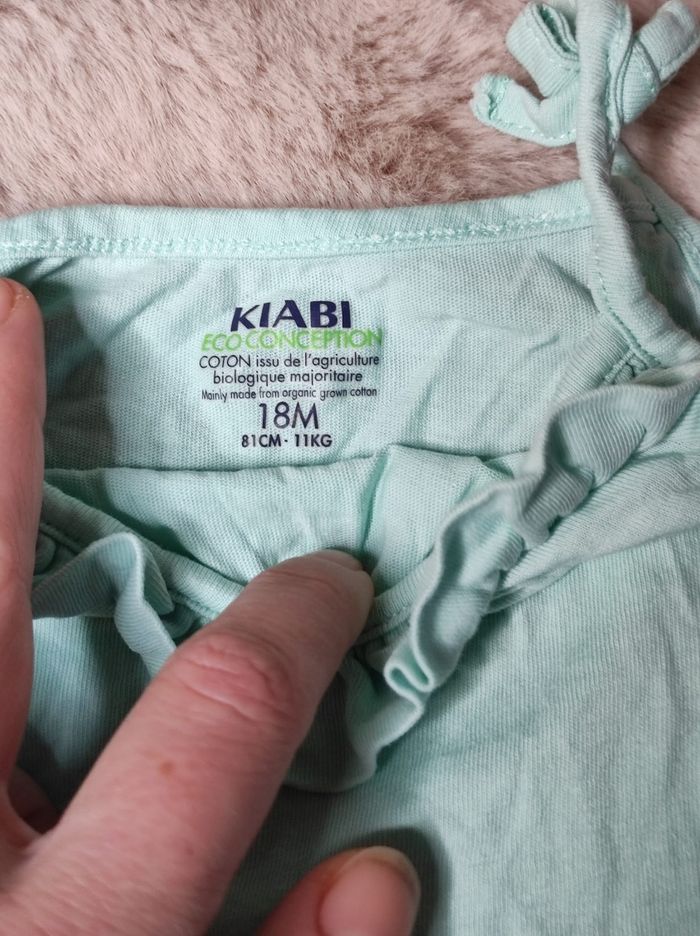 KIABI
ECO CONCEPTION
COTON issu de l'agriculture
biologique majoritaire
Mainly made from organic grown cotton
18M
81CM - 11KG